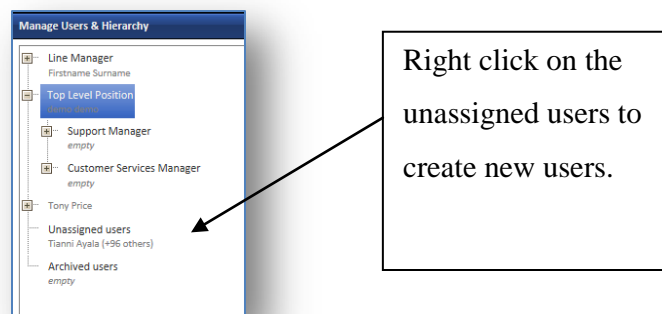 Manage Users & Hierarchy
Line Manager
Firstname Surname
Top Level Position
demo demo
Support Manager
empty
Customer Services Manager
empty
Tony Price
Unassigned users
Tianni Ayala (+96 others)
Archived users
empty
Right click on the
unassigned users to
create new users.